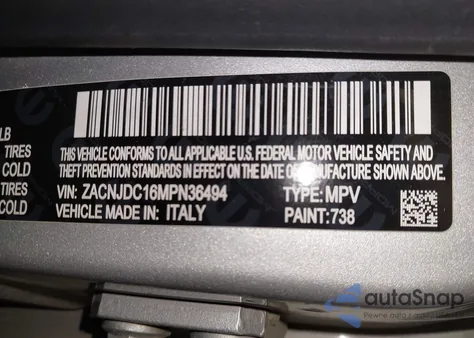 LB
TIRES
COLD
TIRES
COLD
THIS VEHICLE CONFORMS TO ALL APPLICABLE U.S. FEDERAL MOTOR VEHICLE SAFETY AND
THEFT PREVENTION STANDARDS IN EFFECT ON THE DATE OF MANUFACTURE SHOWN ABOVE.
VIN: ZACNJDC16MPN36494 TYPE: MPV
VEHICLE MADE IN: ITALY PAINT: 738
autoSnap